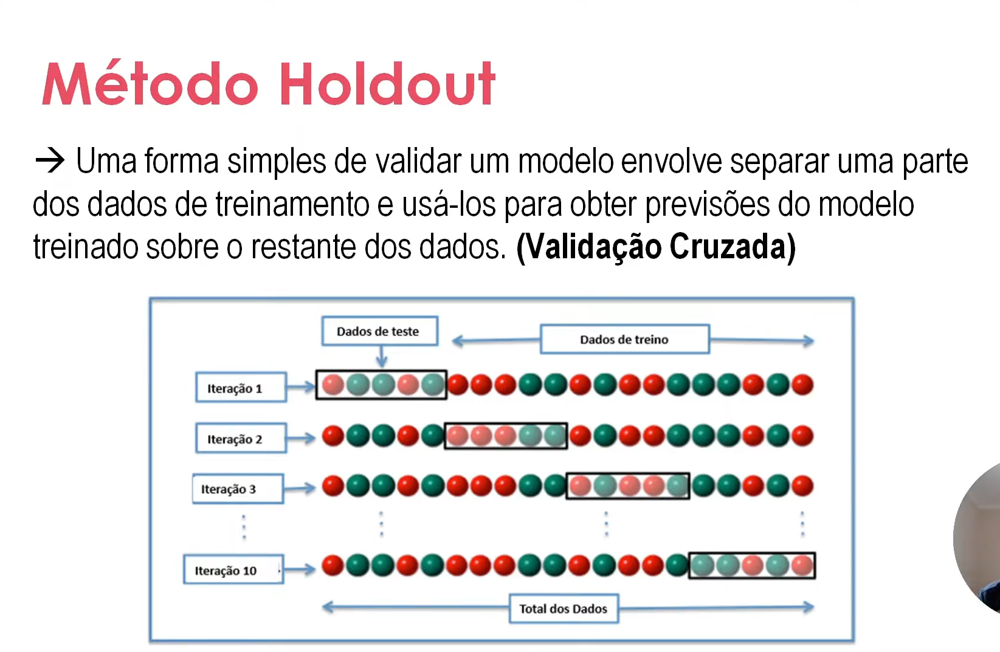 Método Holdout
→ Uma forma simples de validar um modelo envolve separar uma parte
dos dados de treinamento e usá-los para obter previsões do modelo
treinado sobre o restante dos dados. (Validação Cruzada)
Dados de teste
Dados de treino
Iteração 1
Iteração 2
Iteração 3
Iteração 10
Total dos Dados